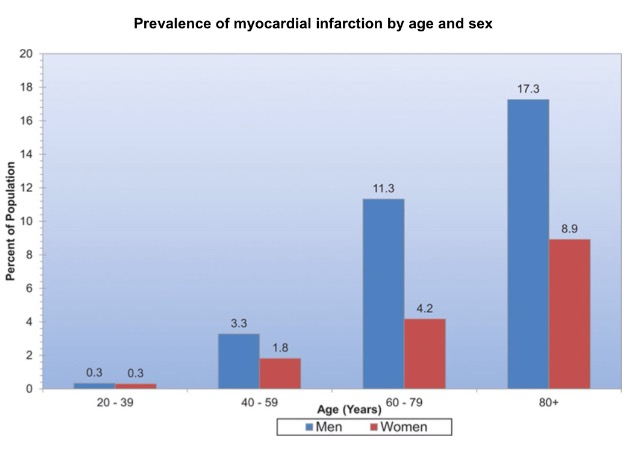 Prevalence of myocardial infarction by age and sex
Percent of Population
20
18
16
14
12
10
8
6
4
2
0
0.3
0.3
3.3
1.8
11.3
4.2
17.3
8.9
20 - 39
40 - 59
60 - 79
80+
Age (Years)
Men
Women